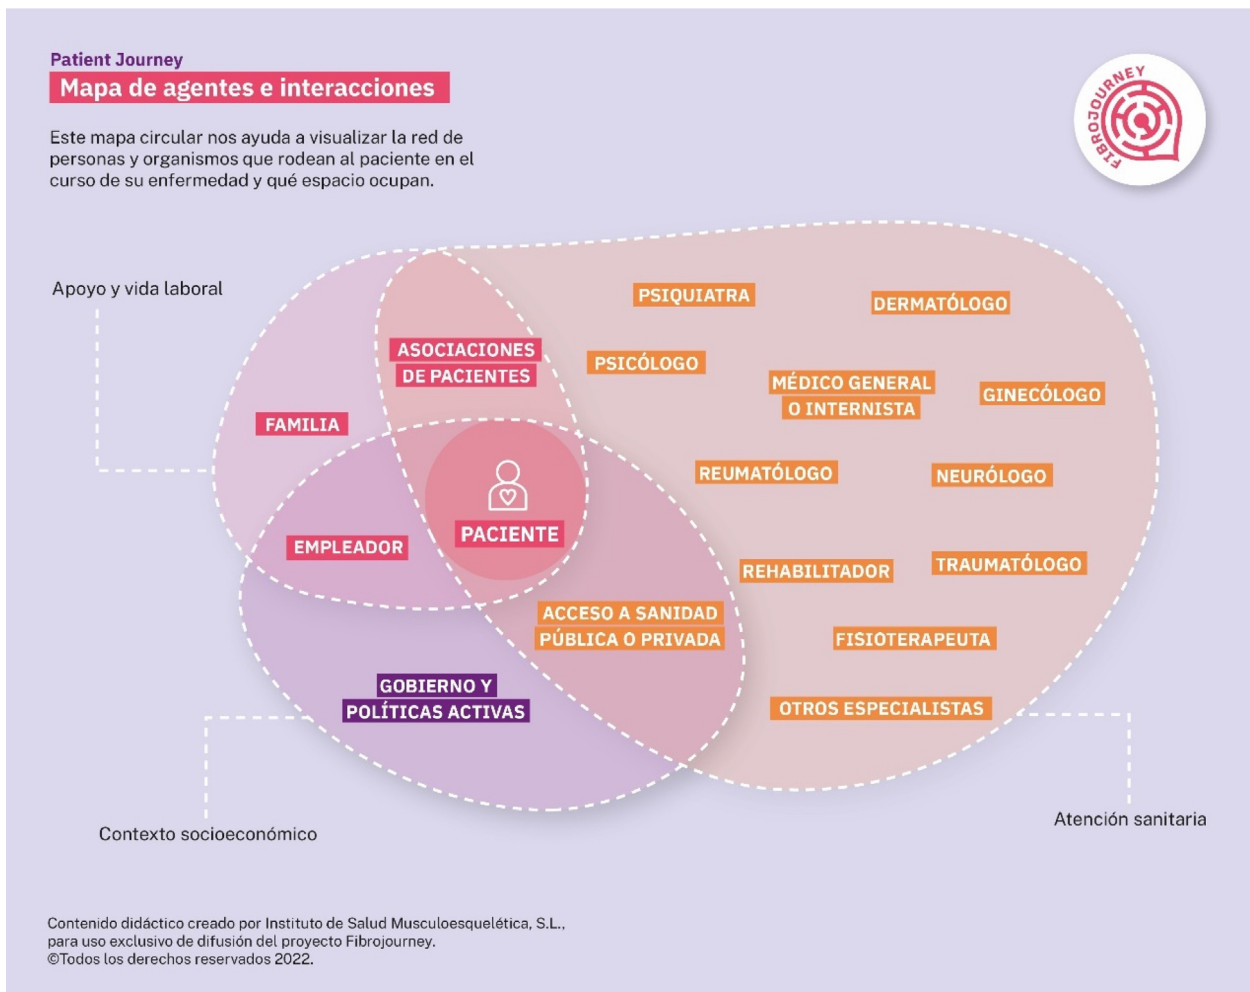 Patient Journey
Mapa de agentes e interacciones
Este mapa circular nos ayuda a visualizar la red de
personas y organismos que rodean al paciente en el
curso de su enfermedad y qué espacio ocupan.
FIBROJOURNEY
Apoyo y vida laboral
PSIQUIATRA
DERMATÓLOGO
ASOCIACIONES
DE PACIENTES
PSICÓLOGO
MÉDICO GENERAL
O INTERNISTA
GINECÓLOGO
FAMILIA
REUMATÓLOGO
NEURÓLOGO
PACIENTE
EMPLEADOR
REHABILITADOR
TRAUMATÓLOGO
ACCESO A SANIDAD
PÚBLICA O PRIVADA
FISIOTERAPEUTA
GOBIERNO Y
POLÍTICAS ACTIVAS
OTROS ESPECIALISTAS
Contexto socioeconómico
Atención sanitaria
Contenido didáctico creado por Instituto de Salud Musculoesquelética, S.L.,
para uso exclusivo de difusión del proyecto Fibrojourney.
©Todos los derechos reservados 2022.